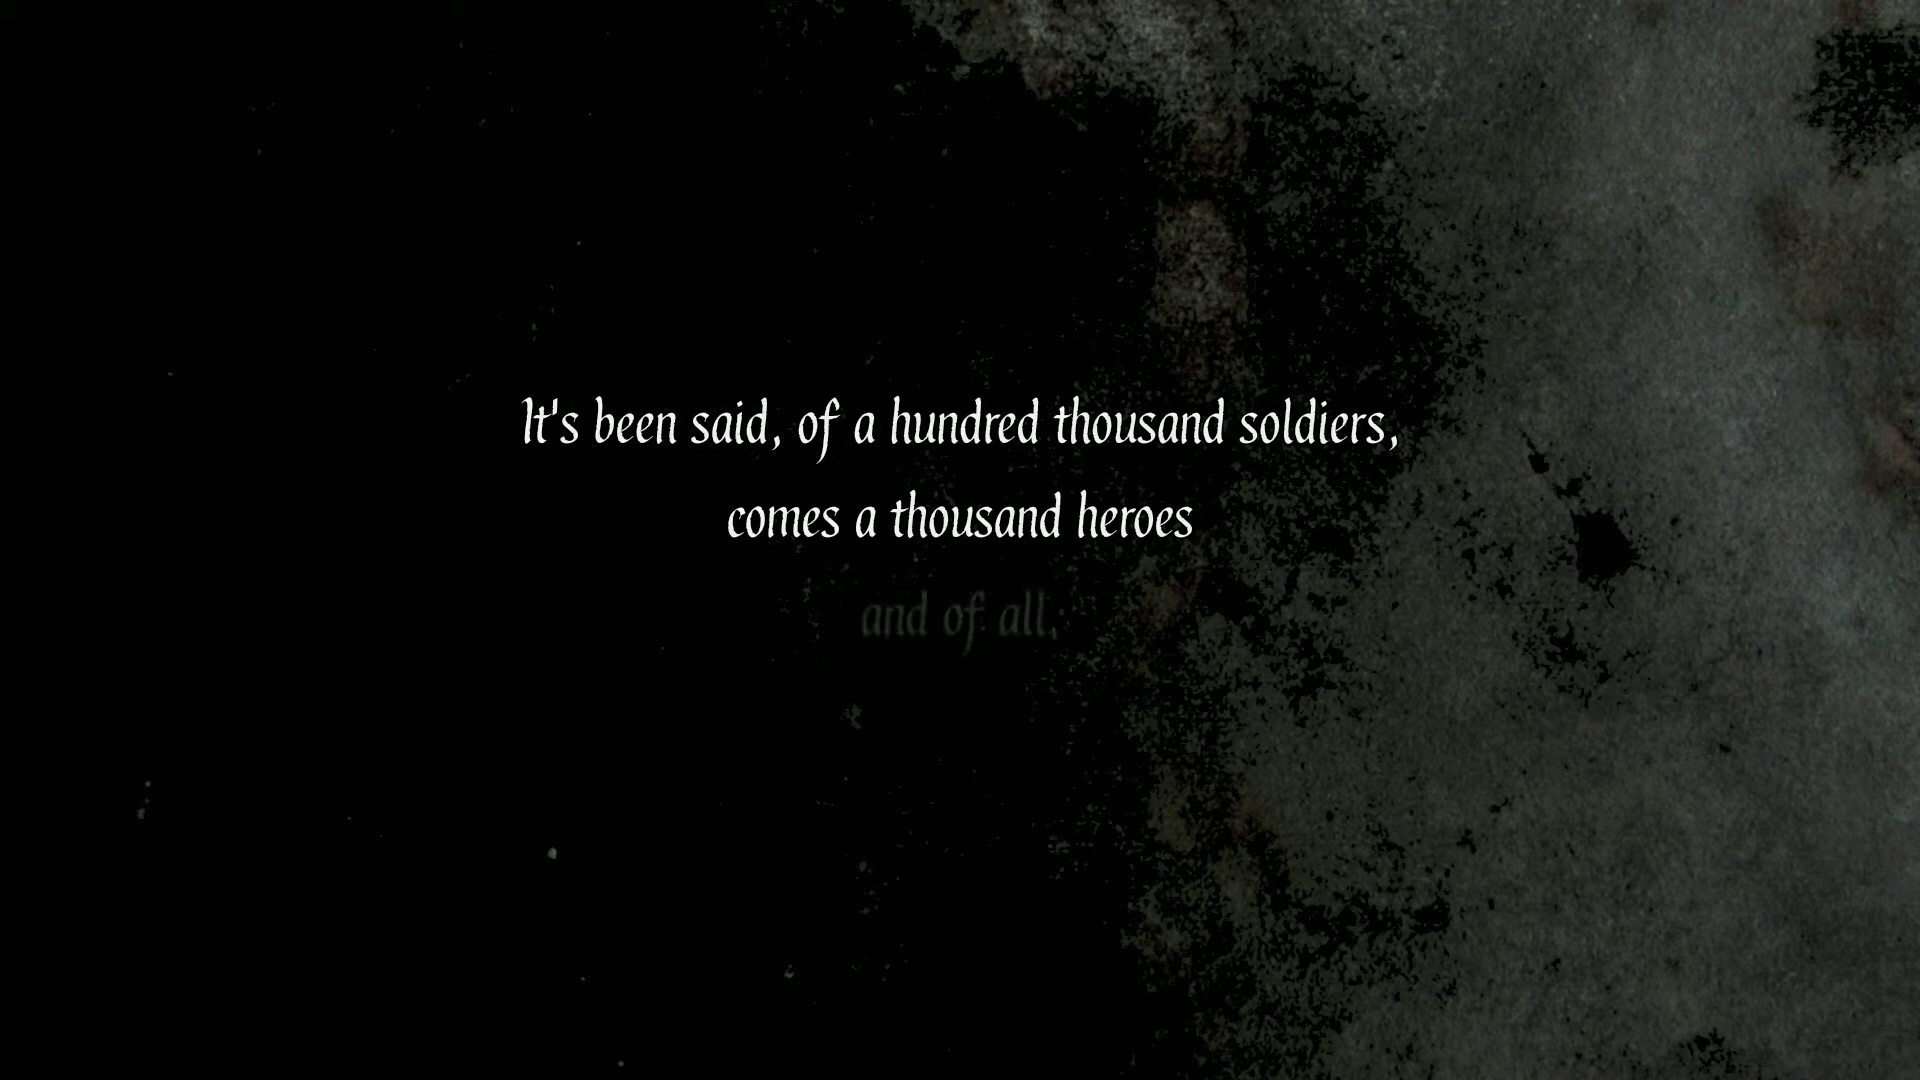 It's been said, of a hundred thousand soldiers,
comes a thousand heroes
and of all,